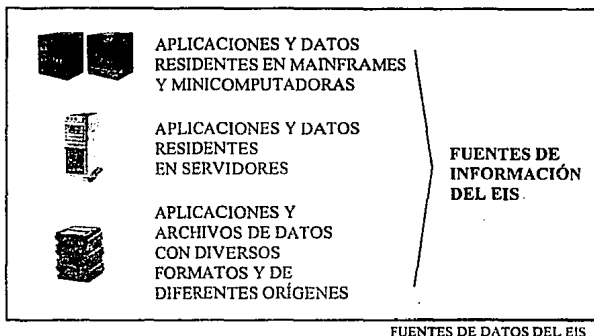 APLICACIONES Y DATOS
RESIDENTES EN MAINFRAMES
Y MINICOMPUTADORAS
APLICACIONES Y DATOS
RESIDENTES
EN SERVIDORES
APLICACIONES Y
ARCHIVOS DE DATOS
CON DIVERSOS
FORMATOS Y DE
DIFERENTES ORÍGENES
FUENTES DE
INFORMACIÓN
DEL EIS
FUENTES DE DATOS DEL EIS